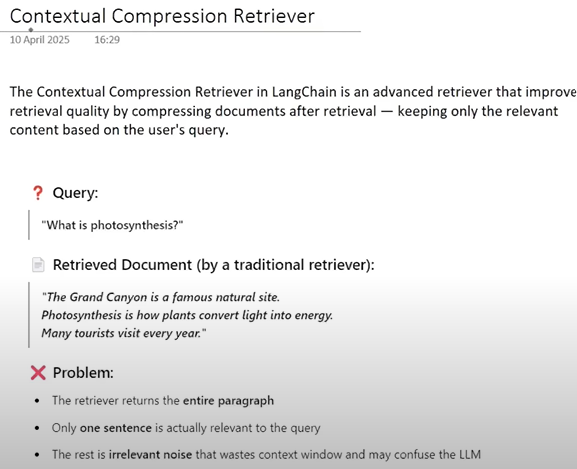 Contextual Compression Retriever
10 April 2025 16:29
The Contextual Compression Retriever in LangChain is an advanced retriever that improve
retrieval quality by compressing documents after retrieval — keeping only the relevant
content based on the user's query.
❓ Query:
"What is photosynthesis?"
📄 Retrieved Document (by a traditional retriever):
"The Grand Canyon is a famous natural site.
Photosynthesis is how plants convert light into energy.
Many tourists visit every year."
❌ Problem:
• The retriever returns the entire paragraph
• Only one sentence is actually relevant to the query
• The rest is irrelevant noise that wastes context window and may confuse the LLM